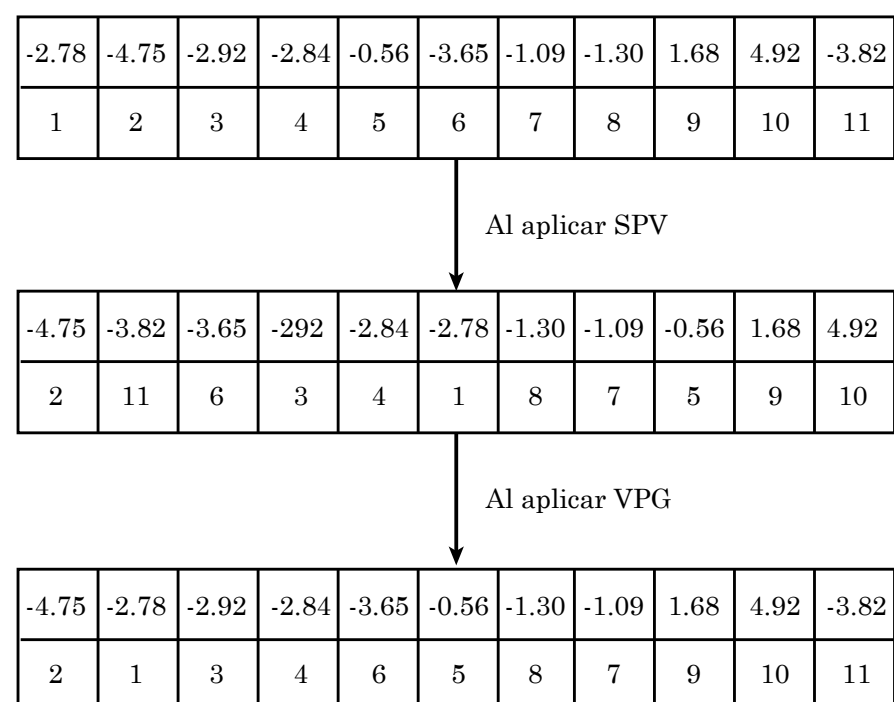 -2.78 -4.75 -2.92 -2.84 -0.56 -3.65 -1.09 -1.30 1.68 4.92 -3.82
1 2 3 4 5 6 7 8 9 10 11
Al aplicar SPV
-4.75 -3.82 -3.65 -292 -2.84 -2.78 -1.30 -1.09 -0.56 1.68 4.92
2 11 6 3 4 1 8 7 5 9 10
Al aplicar VPG
-4.75 -2.78 -2.92 -2.84 -3.65 -0.56 -1.30 -1.09 1.68 4.92 -3.82
2 1 3 4 6 5 8 7 9 10 11